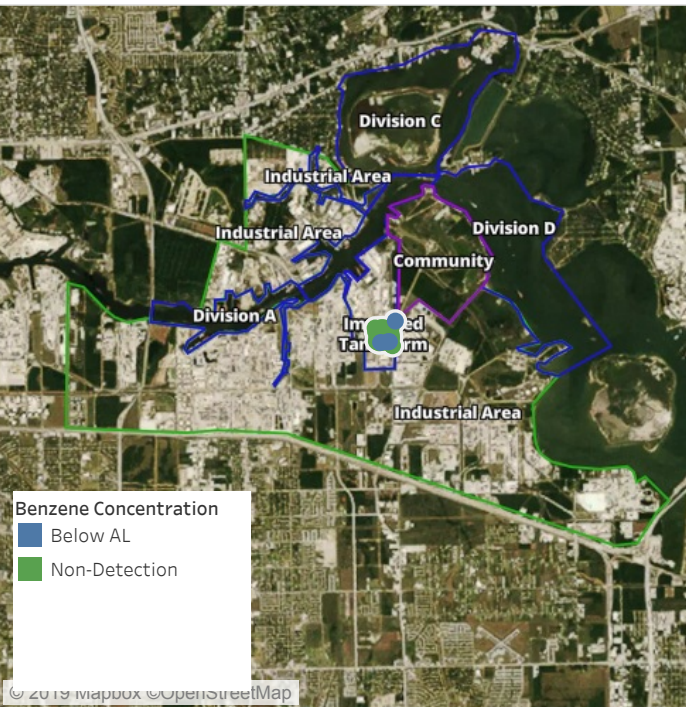 Division C
Industrial Area
Division D
Industrial Area
Community
Division A
Tan
Industrial Area
Benzene Concentration
Below AL
Non-Detection
© 2019 Mapbox ©OpenStreetMap